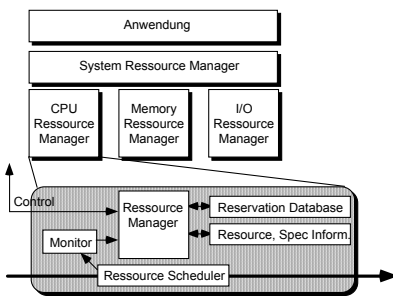 Anwendung
System Ressource Manager
CPU
Ressource
Manager
Memory
Ressource
Manager
I/O
Ressource
Manager
Control
Ressource
Manager
Reservation Database
Resource, Spec Inform.
Monitor
Ressource Scheduler